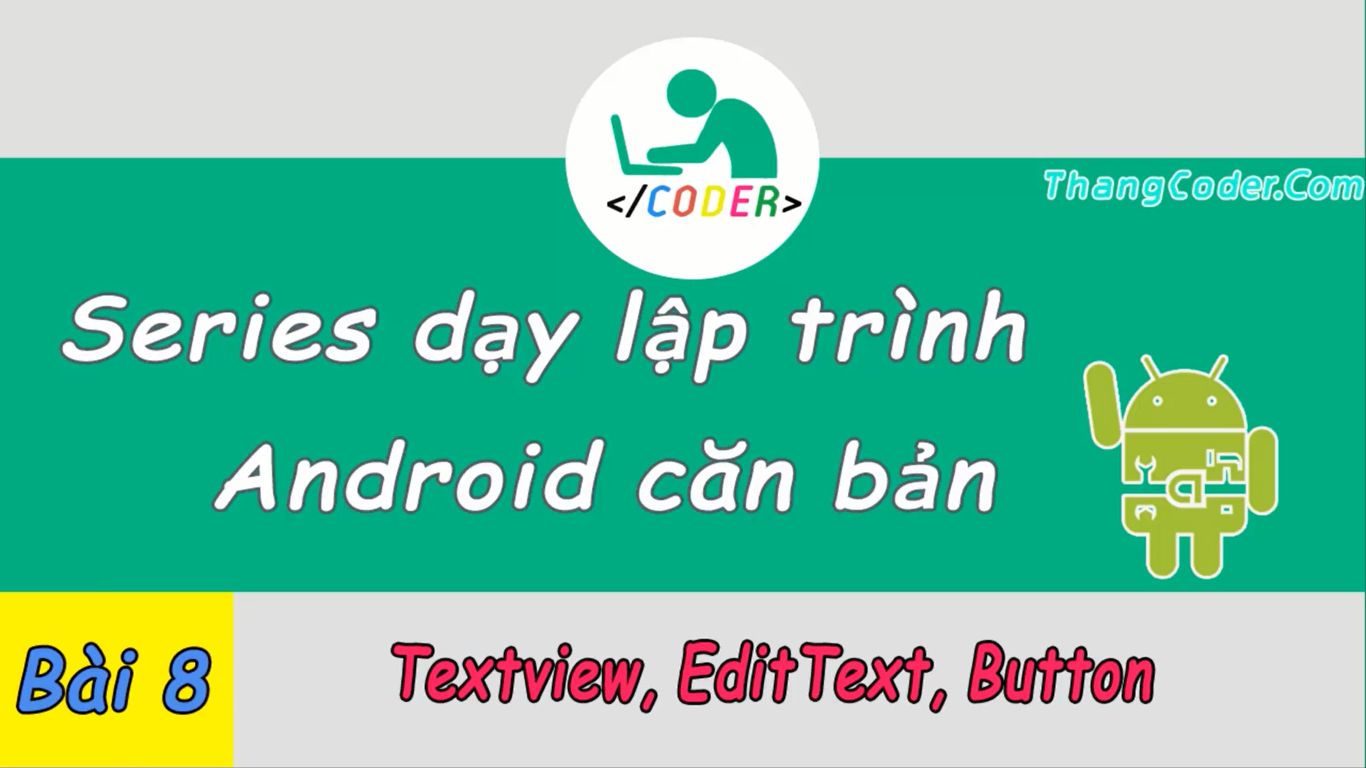 </CODER>
ThangCoder.Com
Series dạy lập trình
Android căn bản
Bài 8
Textview, EditText, Button